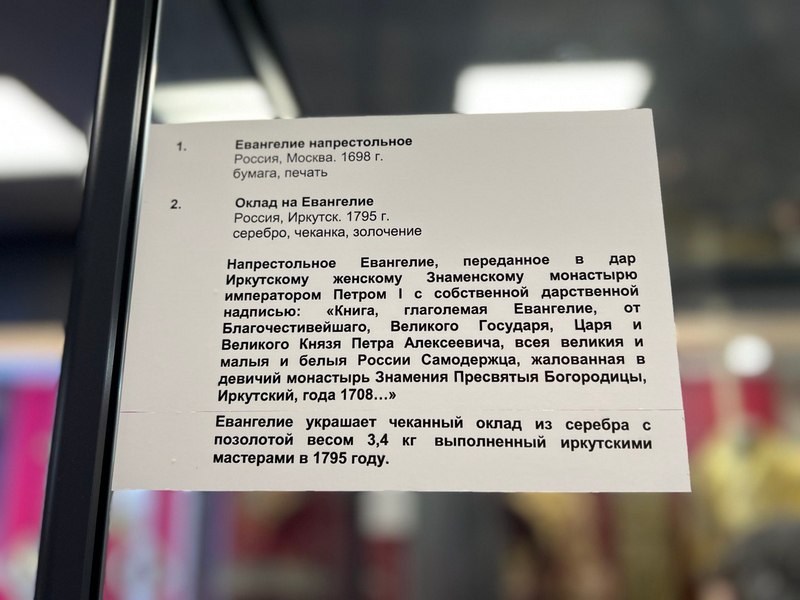 1. Евангелие напрестольное
Россия, Москва. 1698 г.
бумага, печать
2. Оклад на Евангелие
Россия, Иркутск. 1795 г.
серебро, чеканка, золочение
Напрестольное Евангелие, переданное в дар
Иркутскому женскому Знаменскому монастырю
императором Петром I с собственной дарственной
надписью: «Книга, глаголемая Евангелие, от
Благочестивейшаго, Великого Государя, Царя и
Великого Князя Петра Алексеевича, всея великия и
малыя и белыя России Самодержца, жалованная в
девичий монастырь Знамения Пресвятыя Богородицы,
Иркутский, года 1708...»
Евангелие украшает чеканный оклад из серебра с
позолотой весом 3,4 кг выполненный иркутскими
мастерами в 1795 году.